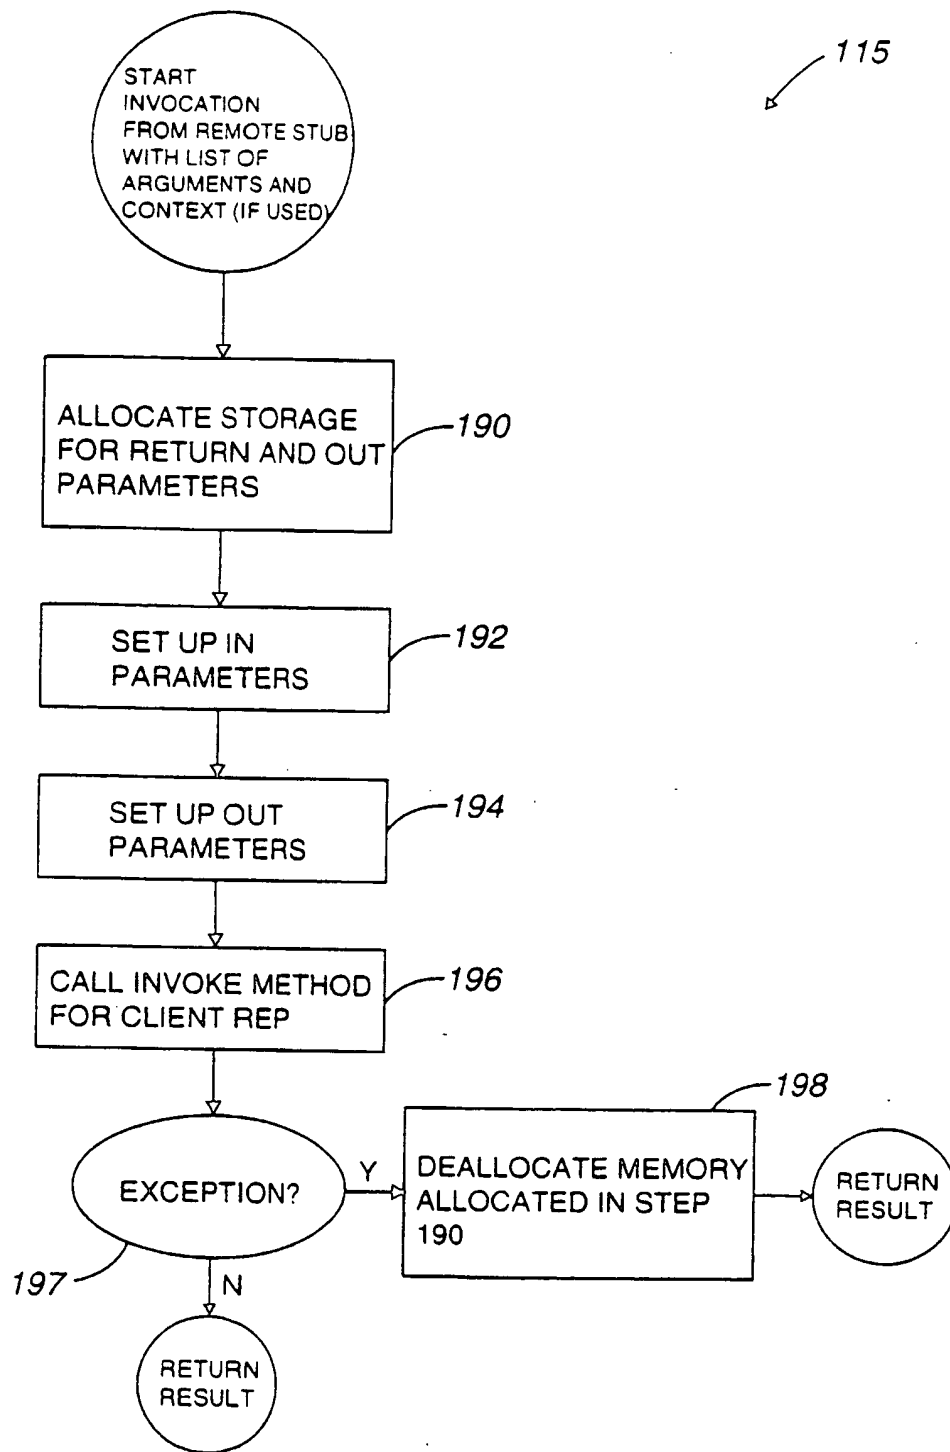 115
START
INVOCATION
FROM REMOTE STUB
WITH LIST OF
ARGUMENTS AND
CONTEXT (IF USED)
ALLOCATE STORAGE
FOR RETURN AND OUT
PARAMETERS
190
SET UP IN
PARAMETERS
192
SET UP OUT
PARAMETERS
194
CALL INVOKE METHOD
FOR CLIENT REP
196
EXCEPTION?
197
Y
N
DEALLOCATE MEMORY
ALLOCATED IN STEP
190
198
RETURN
RESULT
RETURN
RESULT